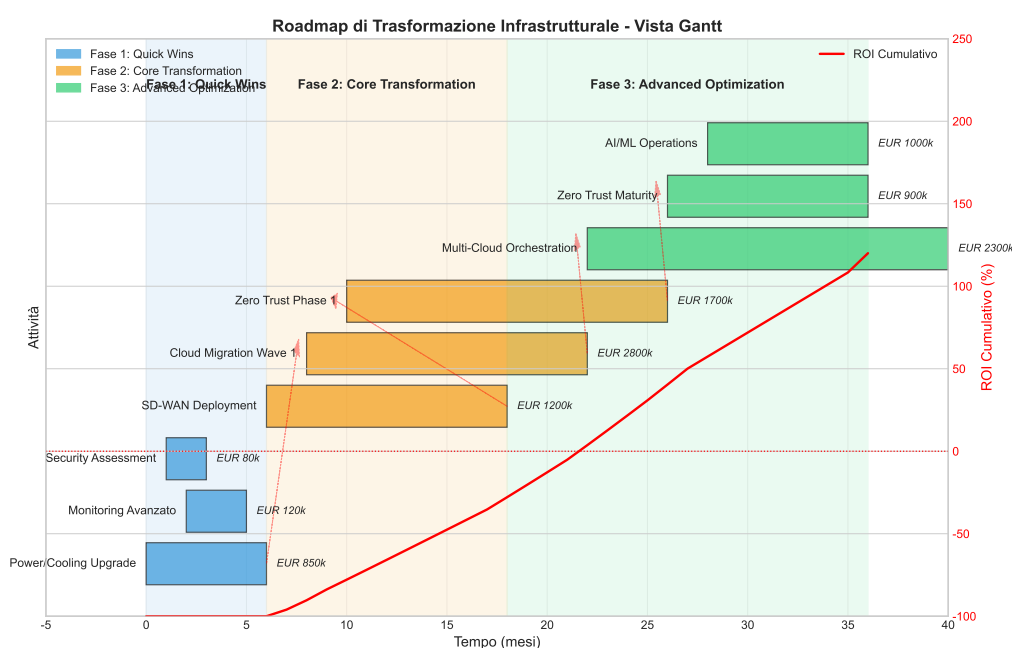 Roadmap di Trasformazione Infrastrutturale - Vista Gantt
Fase 1: Quick Wins
Fase 2: Core Transformation
Fase 3: Advanced Optimization
ROI Cumulativo
Fase 1: Quick Wins
Fase 2: Core Transformation
Fase 3: Advanced Optimization
AI/ML Operations
EUR 1000k
Zero Trust Maturity
EUR 900k
Multi-Cloud Orchestration
EUR 2300k
Zero Trust Phase 1
EUR 1700k
Cloud Migration Wave 1
EUR 2800k
SD-WAN Deployment
EUR 1200k
Security Assessment
EUR 80k
Monitoring Avanzato
EUR 120k
Power/Cooling Upgrade
EUR 850k
Attività
250
200
150
100
50
0
-50
-100
ROI Cumulativo (%)
-5
0
5
10
15
20
25
30
35
40
Tempo (mesi)